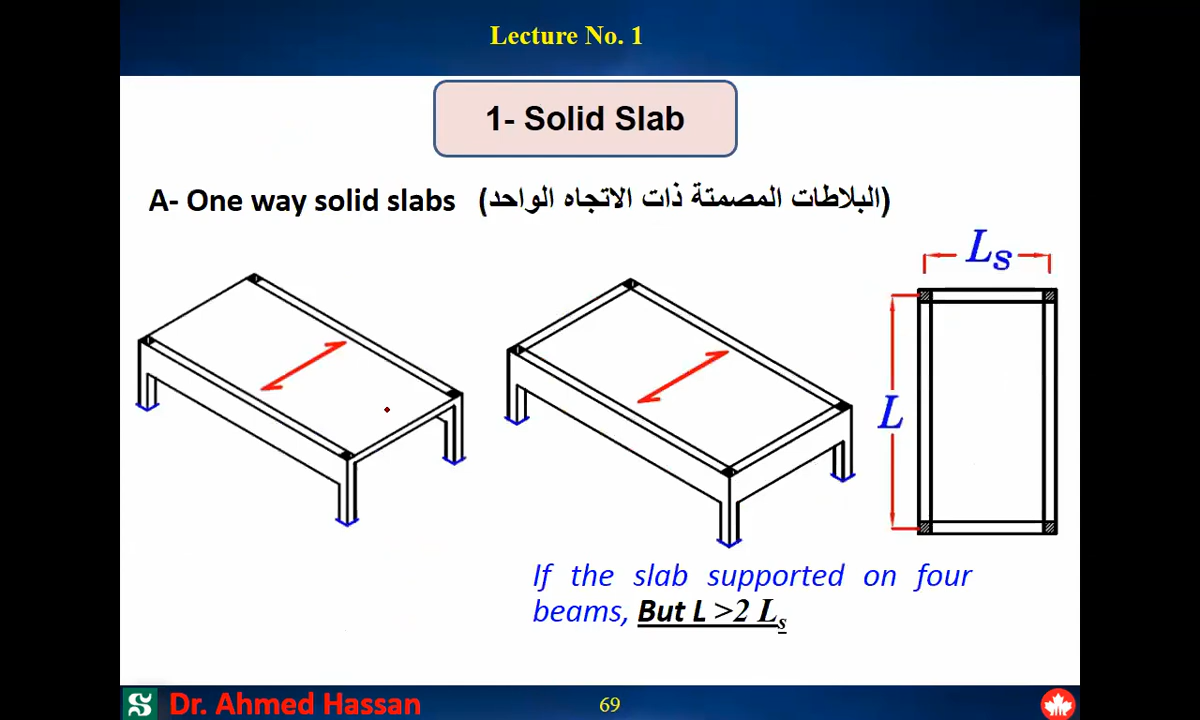 Lecture No. 1
1- Solid Slab
A- One way solid slabs (البلاطات المصمتة ذات الاتجاه الواحد)
Ls
L
If the slab supported on four
beams, But L >2 Ls
Dr. Ahmed Hassan
69